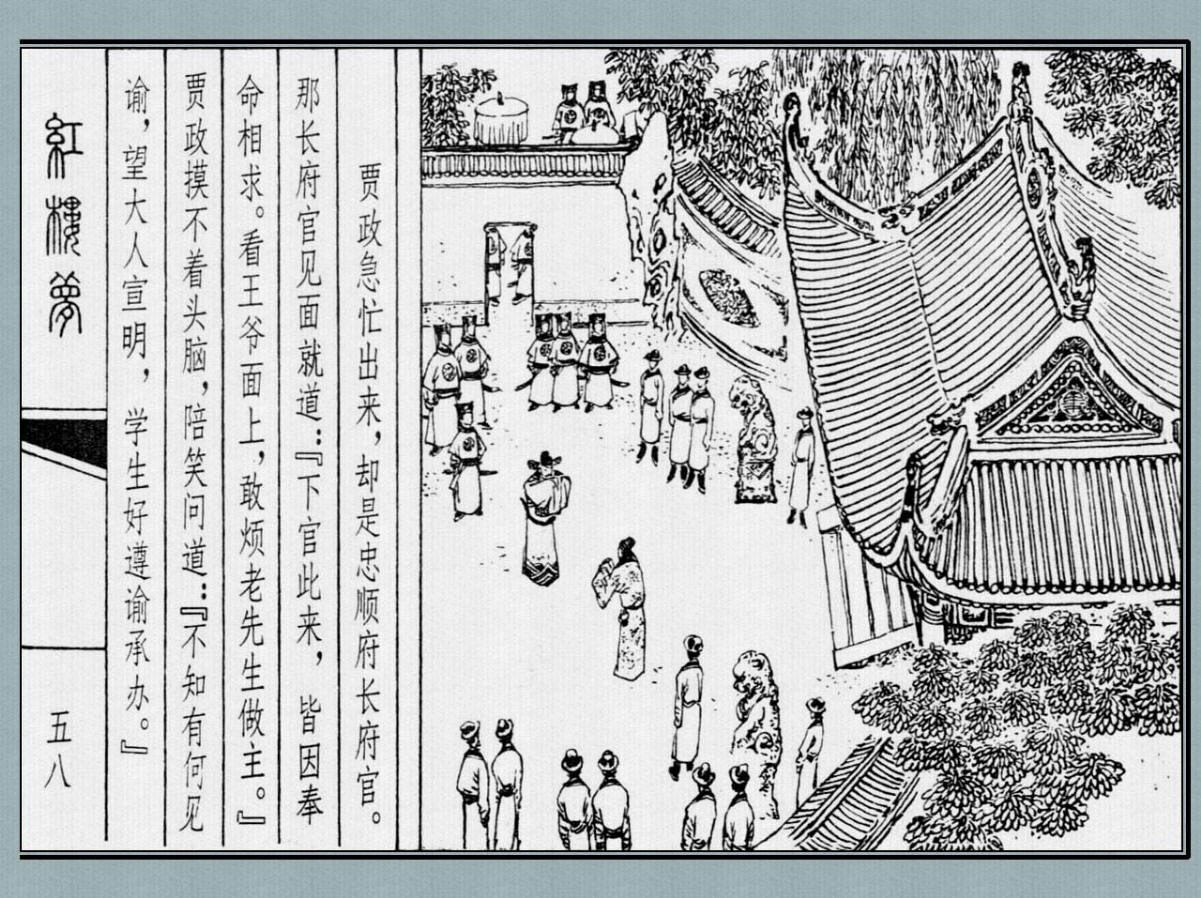 贾政急忙出来，却是忠顺府长府官。
那长府官见面就道：『下官此来，皆因奉
命相求。看王爷面上，敢烦老先生做主。』
贾政摸不着头脑，陪笑问道：『不知有何见
谕，望大人宣明，学生好遵谕承办。』
红楼梦
五八